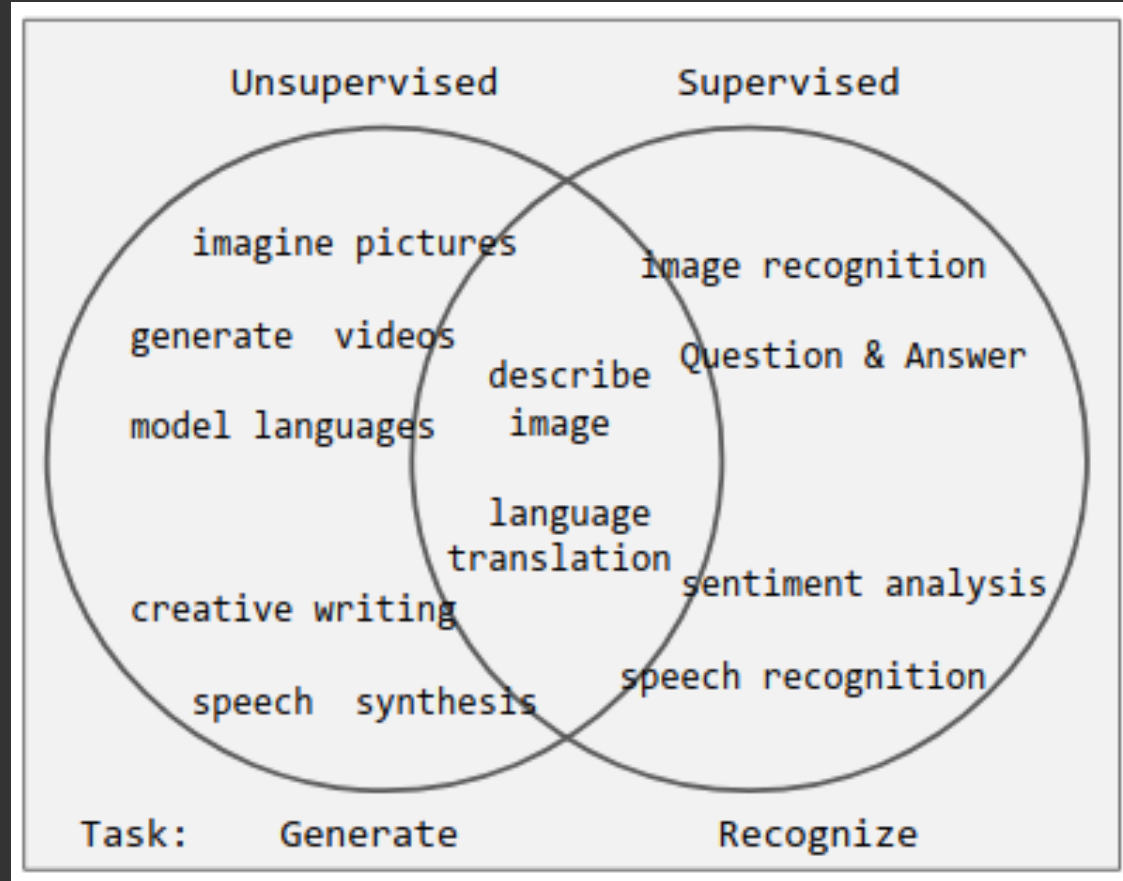 Unsupervised
Supervised
imagine pictures
generate videos
model languages
creative writing
speech synthesis
describe
image
language
translation
image recognition
Question & Answer
sentiment analysis
speech recognition
Task: Generate Recognize